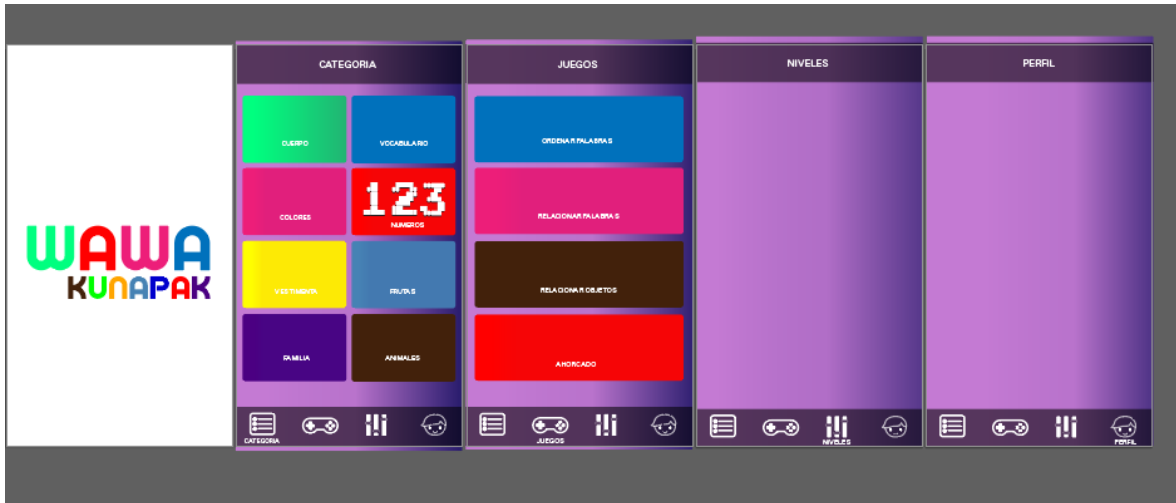 WAWA
KUNAPAK
CATEGORIA
CUERPO
VOCABULARIO
COLORES
123
NUMEROS
VESTIMENTA
FRUTAS
FAMILIA
ANIMALES
CATEGORIA
JUEGOS
ORDENAR PALABRAS
RELACIONAR PALABRAS
RELACIONAR OBJETOS
AHORCADO
JUEGOS
NIVELES
NIVELES
PERFIL
PERFIL